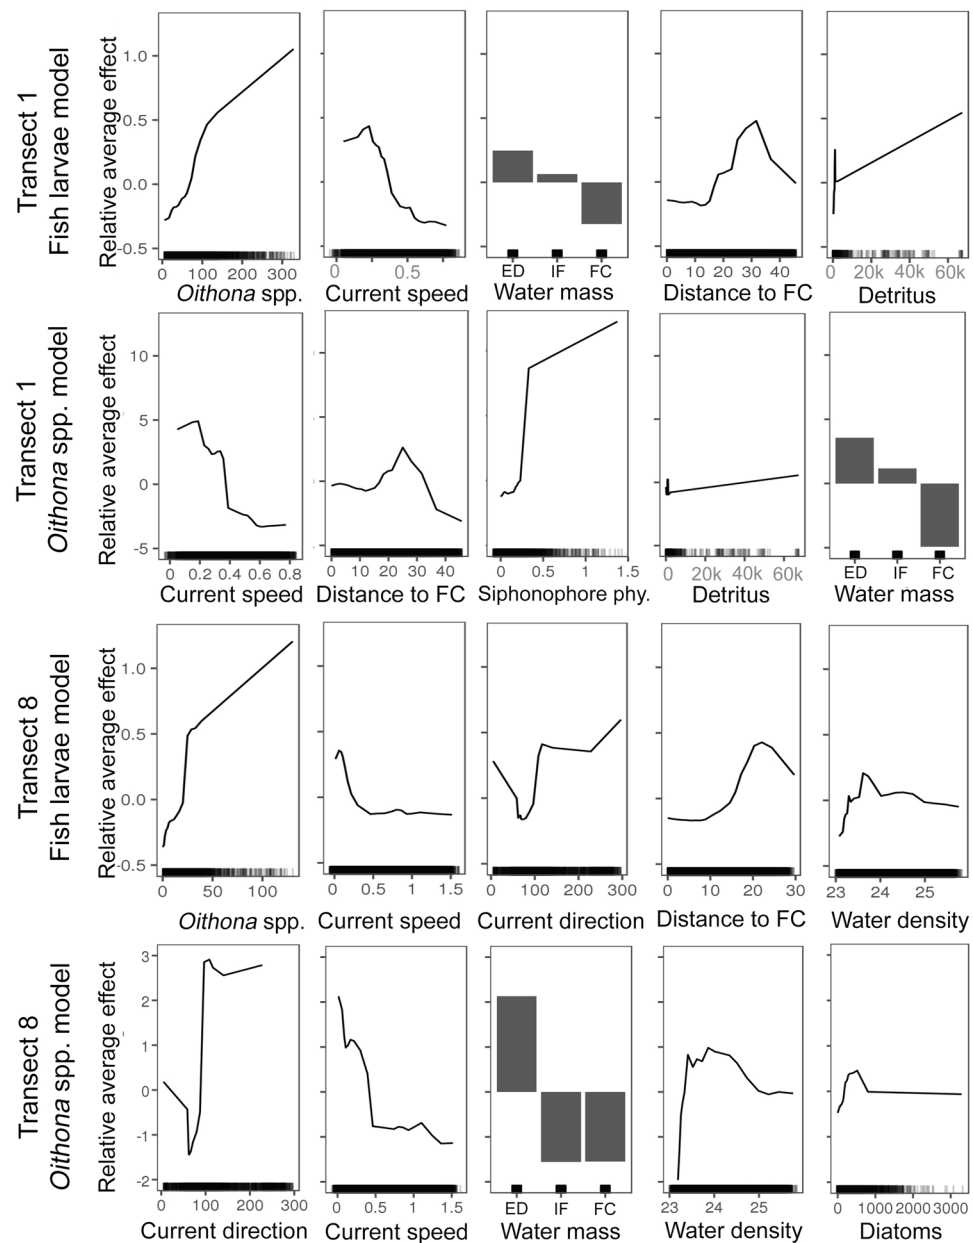 Transect 1
Fish larvae model
Relative average effect
1.0
0.5
0.0
-0.5
0 100 200 300
Oithona spp.
0 0.5
Current speed
ED IF FC
Water mass
0 10 20 30 40
Distance to FC
0 20k 40k 60k
Detritus
Transect 1
Oithona spp. model
Relative average effect
10
5
0
-5
0 0.2 0.4 0.6 0.8
Current speed
0 10 20 30 40
Distance to FC
0 0.5 1.0 1.5
Siphonophore phy.
0 20k 40k 60k
Detritus
ED IF FC
Water mass
Transect 8
Fish larvae model
Relative average effect
1.0
0.5
0.0
-0.5
0 50 100
Oithona spp.
0 0.5 1.0 1.5
Current speed
0 100 200 300
Current direction
0 10 20 30
Distance to FC
23 24 25
Water density
Transect 8
Oithona spp. model
Relative average effect
3
2
1
0
-1
-2
0 100 200 300
Current direction
0 0.5 1.0 1.5
Current speed
ED IF FC
Water mass
23 24 25
Water density
0 1000 2000 3000
Diatoms